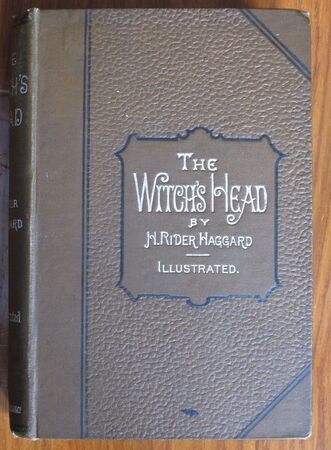 THE
WITCH'S HEAD
BY
H. RIDER HAGGARD
ILLUSTRATED.